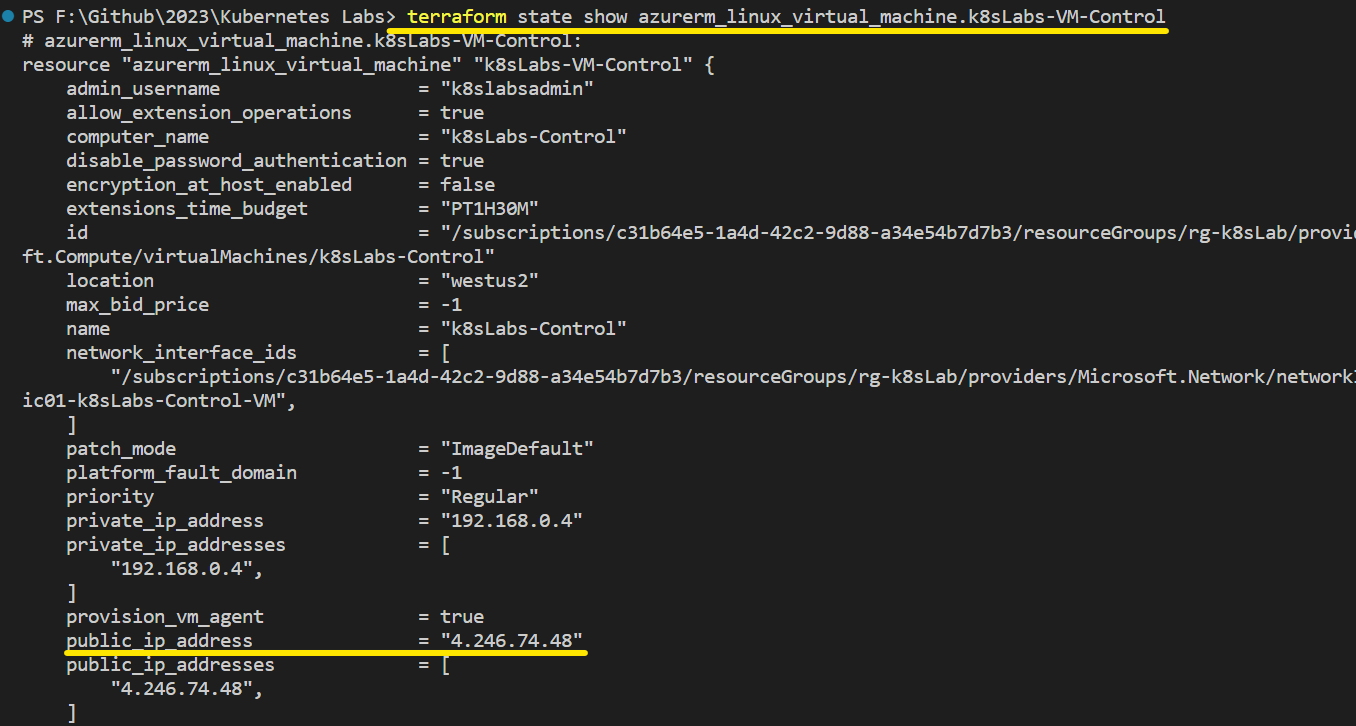 PS F:\Github\2023\Kubernetes Labs> terraform state show azurerm_linux_virtual_machine.k8sLabs-VM-Control
# azurerm_linux_virtual_machine.k8sLabs-VM-Control:
resource "azurerm_linux_virtual_machine" "k8sLabs-VM-Control" {
    admin_username                  = "k8slabsadmin"
    allow_extension_operations      = true
    computer_name                   = "k8sLabs-Control"
    disable_password_authentication = true
    encryption_at_host_enabled      = false
    extensions_time_budget          = "PT1H30M"
    id                              = "/subscriptions/c31b64e5-1a4d-42c2-9d88-a34e54b7d7b3/resourceGroups/rg-k8sLab/provid
ft.Compute/virtualMachines/k8sLabs-Control"
    location                        = "westus2"
    max_bid_price                   = -1
    name                            = "k8sLabs-Control"
    network_interface_ids           = [
        "/subscriptions/c31b64e5-1a4d-42c2-9d88-a34e54b7d7b3/resourceGroups/rg-k8sLab/providers/Microsoft.Network/networkI
ic01-k8sLabs-Control-VM",
    ]
    patch_mode                      = "ImageDefault"
    platform_fault_domain           = -1
    priority                        = "Regular"
    private_ip_address              = "192.168.0.4"
    private_ip_addresses            = [
        "192.168.0.4",
    ]
    provision_vm_agent              = true
    public_ip_address               = "4.246.74.48"
    public_ip_addresses             = [
        "4.246.74.48",
    ]